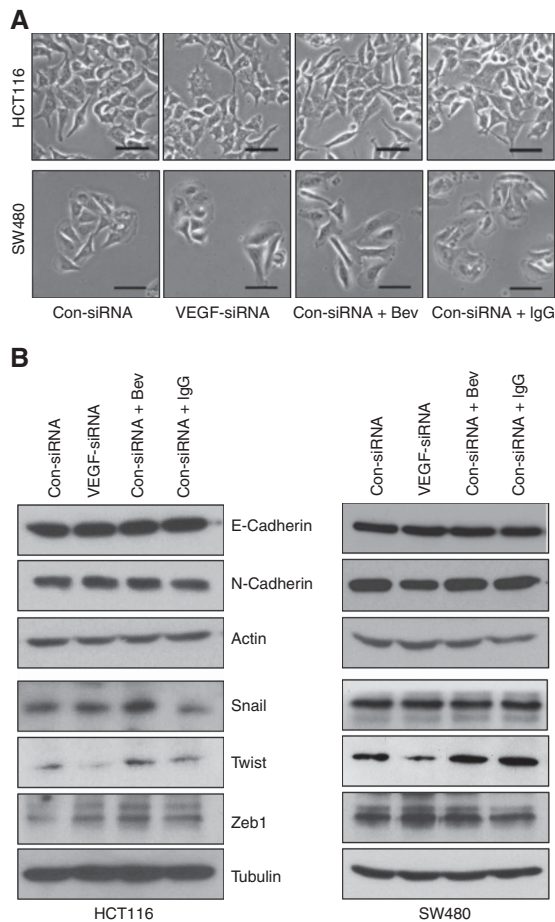 A
HCT116
SW480
Con-siRNA
VEGF-siRNA
Con-siRNA + Bev
Con-siRNA + IgG
B
Con-siRNA
VEGF-siRNA
Con-siRNA + Bev
Con-siRNA + IgG
Con-siRNA
VEGF-siRNA
Con-siRNA + Bev
Con-siRNA + IgG
E-Cadherin
N-Cadherin
Actin
Snail
Twist
Zeb1
Tubulin
HCT116
SW480